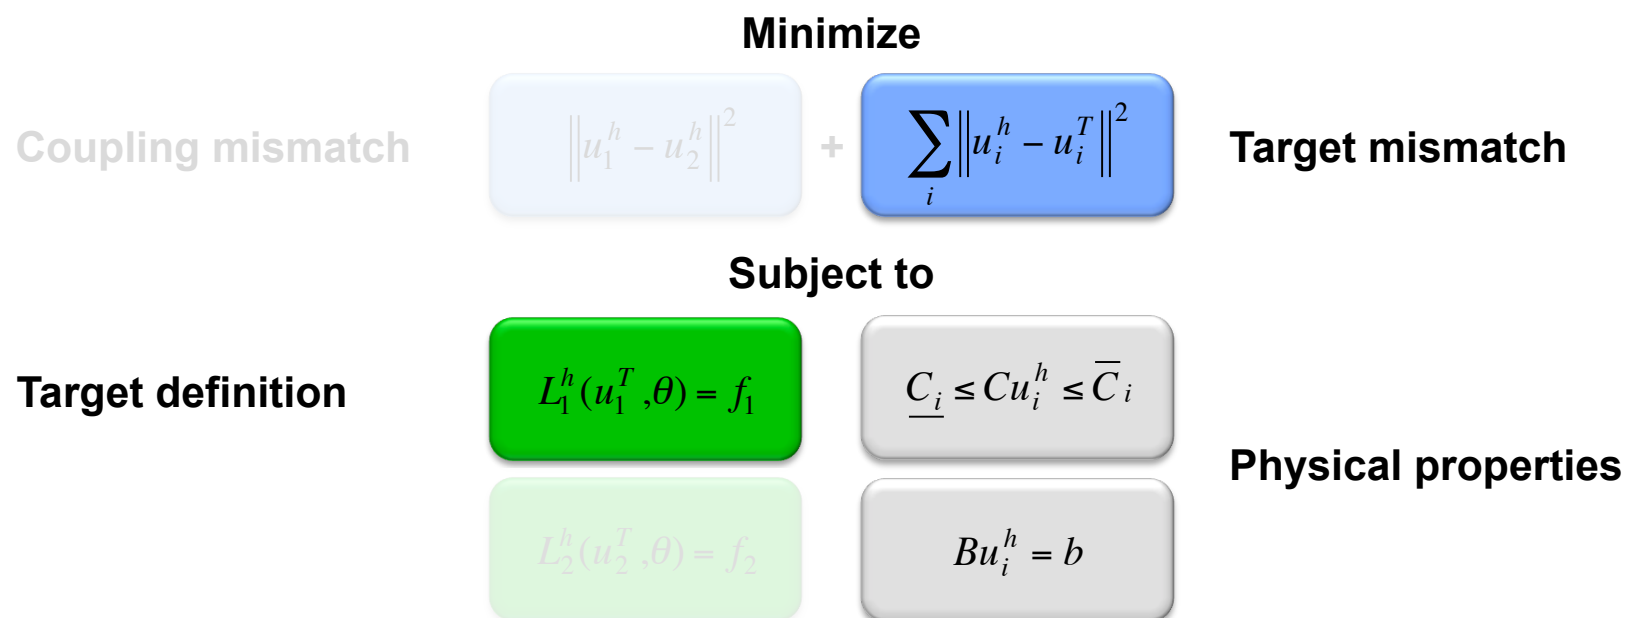 Minimize
Coupling mismatch
‖u₁ʰ − u₂ʰ‖² + ∑ᵢ‖uᵢʰ − uᵢᵀ‖²
Target mismatch
Subject to
Target definition
L₁ʰ(u₁ᵀ,θ) = f₁
C̲ᵢ ≤ Cuᵢʰ ≤ C̅ᵢ
Physical properties
L₂ʰ(u₂ᵀ,θ) = f₂
Buᵢʰ = b